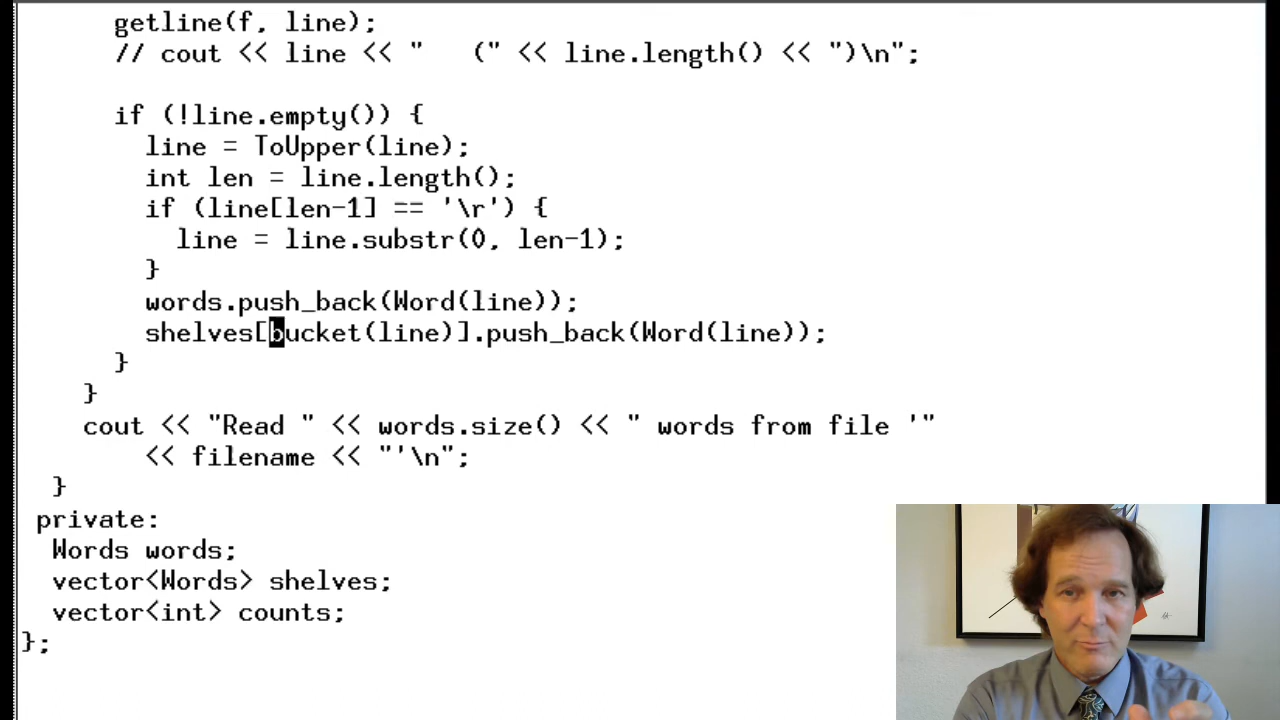 getline(f, line);
// cout << line << "   (" << line.length() << ")\n";
if (!line.empty()) {
line = ToUpper(line);
int len = line.length();
if (line[len-1] == '\r') {
line = line.substr(0, len-1);
}
words.push_back(Word(line));
shelves[bucket(line)].push_back(Word(line));
}
}
cout << "Read " << words.size() << " words from file '"
<< filename << "'\n";
}
private:
Words words;
vector<Words> shelves;
vector<int> counts;
};